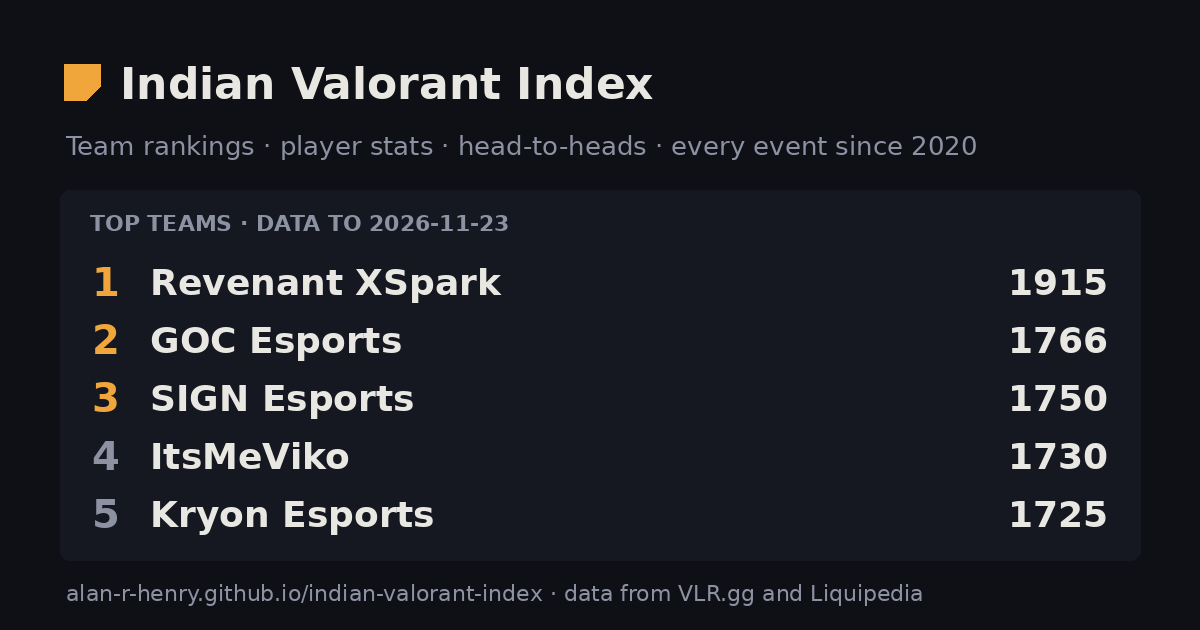 Indian Valorant Index
Team rankings · player stats · head-to-heads · every event since 2020
TOP TEAMS · DATA TO 2026-11-23
1 Revenant XSpark 1915
2 GOC Esports 1766
3 SIGN Esports 1750
4 ItsMeViko 1730
5 Kryon Esports 1725
alan-r-henry.github.io/indian-valorant-index · data from VLR.gg and Liquipedia